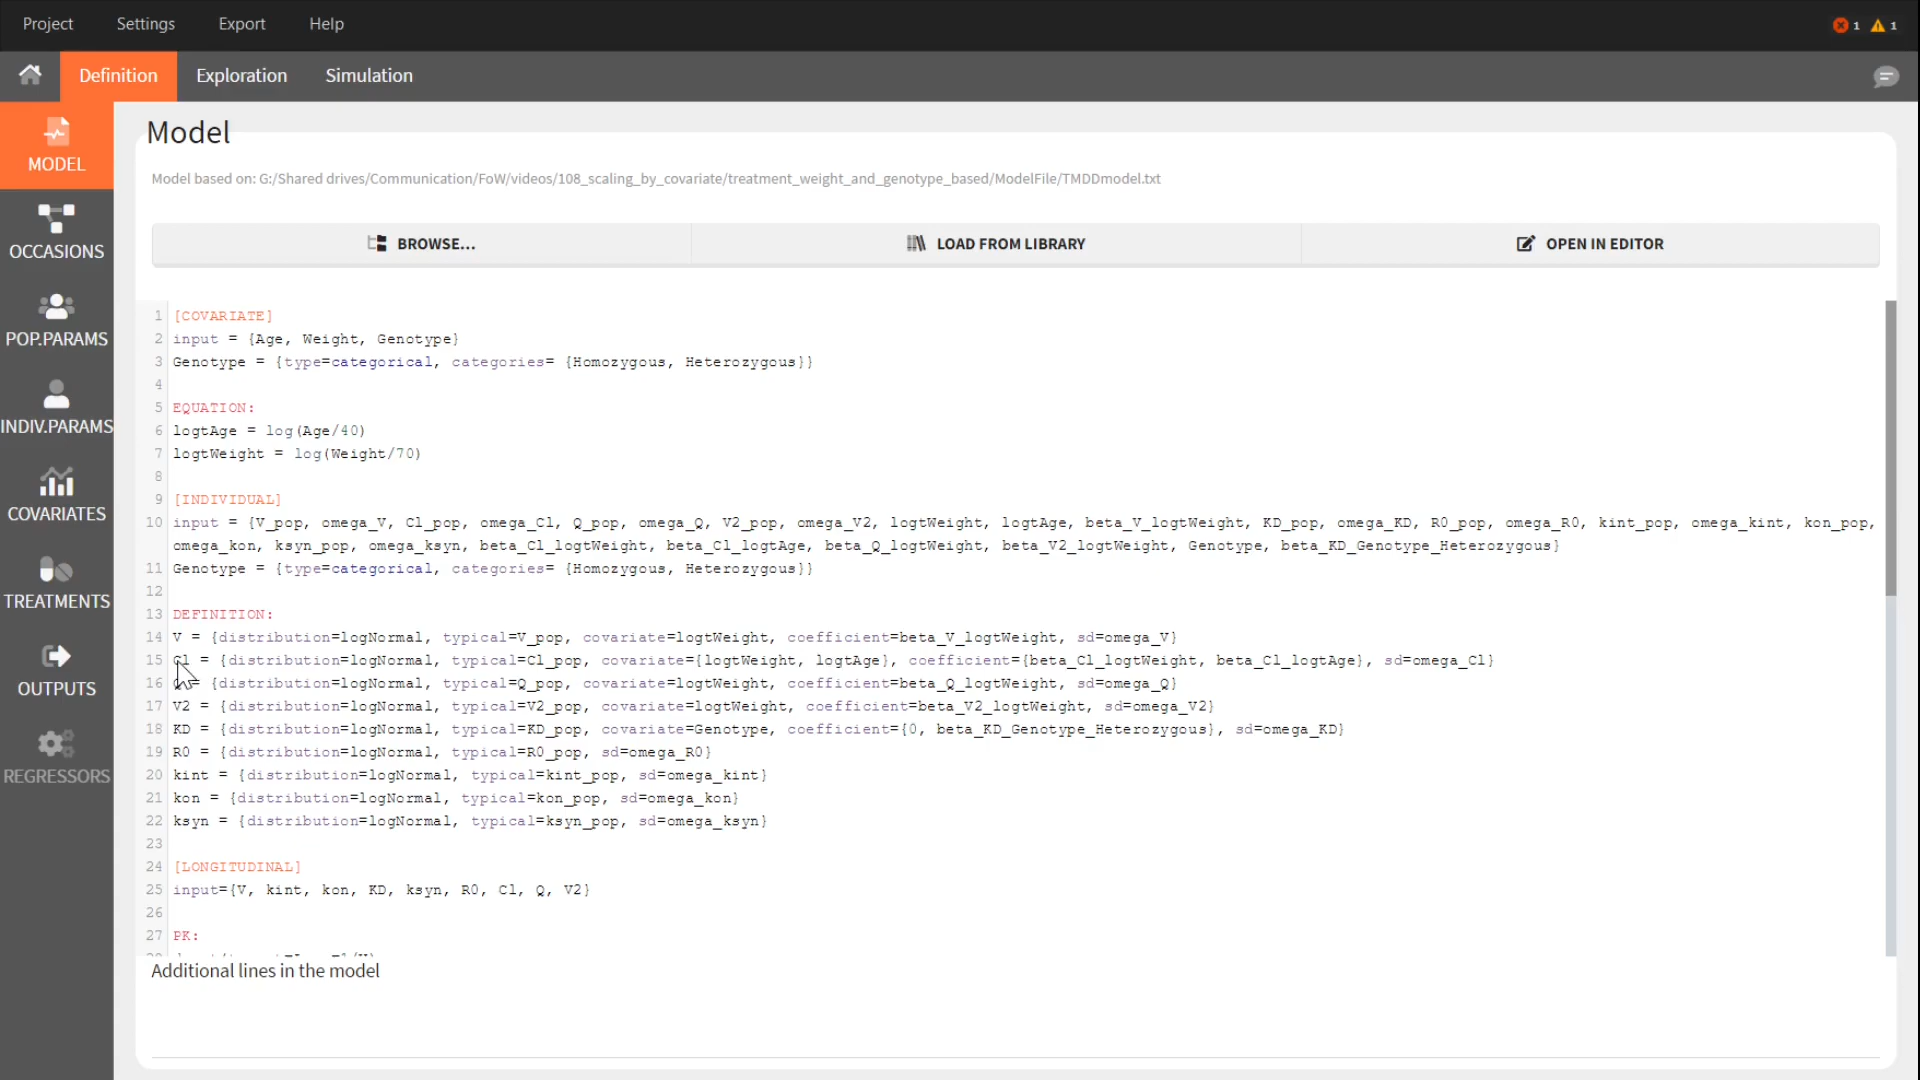 Project Settings Export Help 1 1
Definition Exploration Simulation
MODEL
OCCASIONS
POP.PARAMS
INDIV.PARAMS
COVARIATES
TREATMENTS
OUTPUTS
REGRESSORS
Model
Model based on: G:/Shared drives/Communication/FoW/videos/108_scaling_by_covariate/treatment_weight_and_genotype_based/ModelFile/TMDDmodel.txt
BROWSE... LOAD FROM LIBRARY OPEN IN EDITOR
1 [COVARIATE]
2 input = {Age, Weight, Genotype}
3 Genotype = {type=categorical, categories= {Homozygous, Heterozygous}}
4
5 EQUATION:
6 logtAge = log(Age/40)
7 logtWeight = log(Weight/70)
8
9 [INDIVIDUAL]
10 input = {V_pop, omega_V, Cl_pop, omega_Cl, Q_pop, omega_Q, V2_pop, omega_V2, logtWeight, logtAge, beta_V_logtWeight, KD_pop, omega_KD, R0_pop, omega_R0, kint_pop, omega_kint, kon_pop,
omega_kon, ksyn_pop, omega_ksyn, beta_Cl_logtWeight, beta_Cl_logtAge, beta_Q_logtWeight, beta_V2_logtWeight, Genotype, beta_KD_Genotype_Heterozygous}
11 Genotype = {type=categorical, categories= {Homozygous, Heterozygous}}
12
13 DEFINITION:
14 V = {distribution=logNormal, typical=V_pop, covariate=logtWeight, coefficient=beta_V_logtWeight, sd=omega_V}
15 Cl = {distribution=logNormal, typical=Cl_pop, covariate={logtWeight, logtAge}, coefficient={beta_Cl_logtWeight, beta_Cl_logtAge}, sd=omega_Cl}
16 = {distribution=logNormal, typical=Q_pop, covariate=logtWeight, coefficient=beta_Q_logtWeight, sd=omega_Q}
17 V2 = {distribution=logNormal, typical=V2_pop, covariate=logtWeight, coefficient=beta_V2_logtWeight, sd=omega_V2}
18 KD = {distribution=logNormal, typical=KD_pop, covariate=Genotype, coefficient={0, beta_KD_Genotype_Heterozygous}, sd=omega_KD}
19 R0 = {distribution=logNormal, typical=R0_pop, sd=omega_R0}
20 kint = {distribution=logNormal, typical=kint_pop, sd=omega_kint}
21 kon = {distribution=logNormal, typical=kon_pop, sd=omega_kon}
22 ksyn = {distribution=logNormal, typical=ksyn_pop, sd=omega_ksyn}
23
24 [LONGITUDINAL]
25 input={V, kint, kon, KD, ksyn, R0, Cl, Q, V2}
26
27 PK:
Additional lines in the model